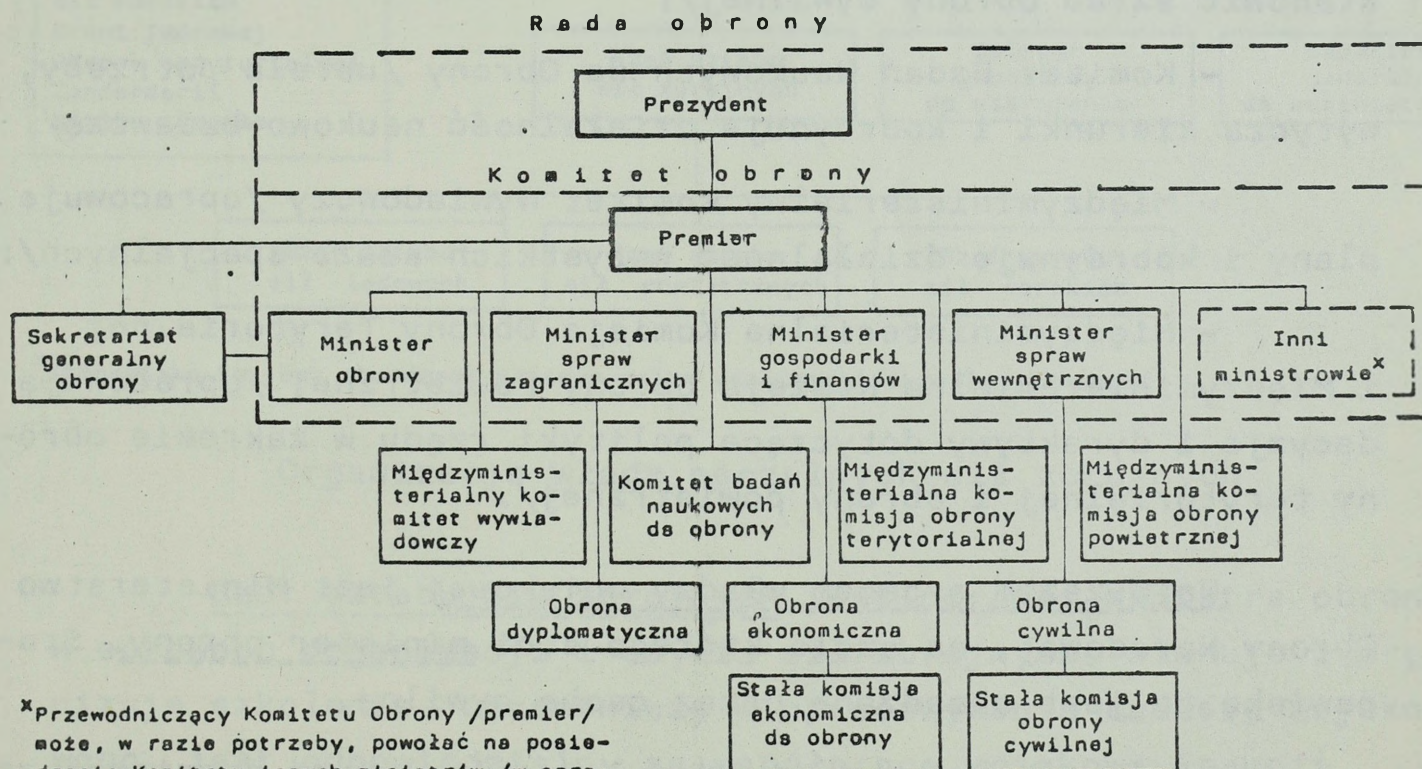 Rada obrony
Prezydent
Komitet obrony
Premier
Sekretariat
generalny
obrony
Minister
obrony
Minister
spraw
zagranicznych
Minister
gospodarki
i finansów
Minister
spraw
wewnętrznych
Inni
ministrowie x
Międzyminis-
terialny ko-
mitet wywia-
dowczy
Komitet badań
naukowych
ds obrony
Międzyminis-
terialna ko-
misja obrony
terytorialnej
Międzyminis-
terialna ko-
misja obrony
powietrznej
Obrona
dyplomatyczna
Obrona
ekonomiczna
Obrona
cywilna
Stała komisja
ekonomiczna
ds obrony
Stała komisja
obrony
cywilnej
x Przewodniczący Komitetu Obrony /premier/
może, w razie potrzeby, powołać na posie-